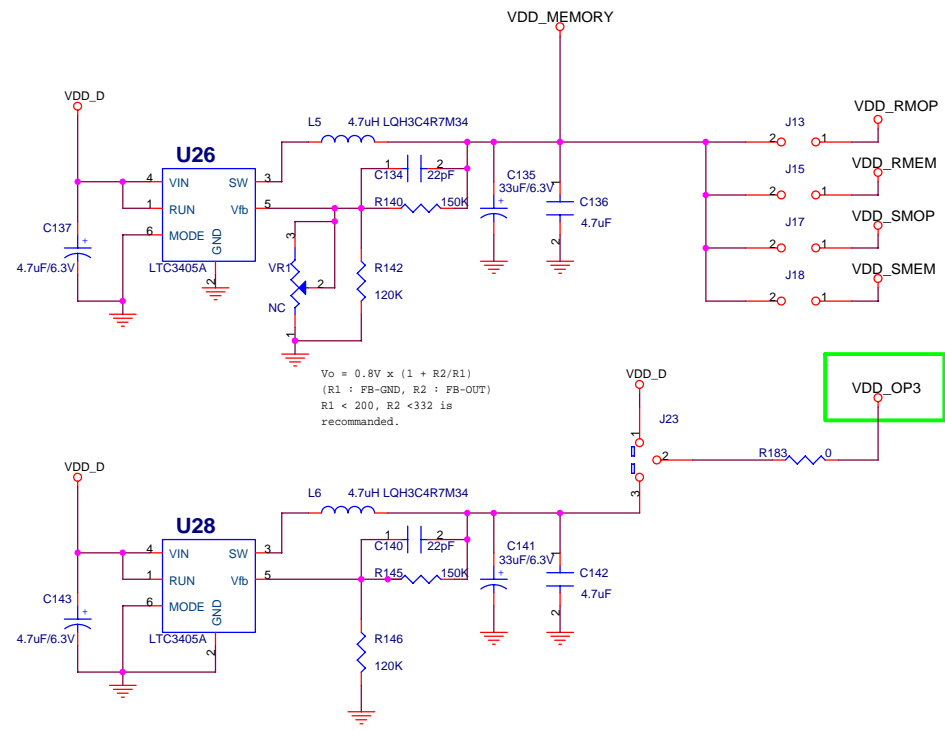 VDD_MEMORY
VDD_D
L5 4.7uH LQH3C4R7M34
VDD_RMOP
J13
2 1
U26
1 2
C134 22pF
C135
33uF/6.3V
1
C136
4.7uF
2
VDD_RMEM
J15
2 1
4 VIN SW 3
1 RUN Vfb 5
6 MODE GND
2
LTC3405A
R140 150K
C137
4.7uF/6.3V
VDD_SMOP
J17
2 1
3
VR1
2
NC
1
R142
120K
VDD_SMEM
J18
2 1
Vo = 0.8V x (1 + R2/R1)
(R1 : FB-GND, R2 : FB-OUT)
R1 < 200, R2 <332 is
recommanded.
VDD_D
J23
1
2
3
R183 0
VDD_OP3
VDD_D
L6 4.7uH LQH3C4R7M34
U28
1 2
C140 22pF
C141
33uF/6.3V
1
C142
4.7uF
2
4 VIN SW 3
1 RUN Vfb 5
6 MODE GND
2
LTC3405A
R145 150K
C143
4.7uF/6.3V
R146
120K